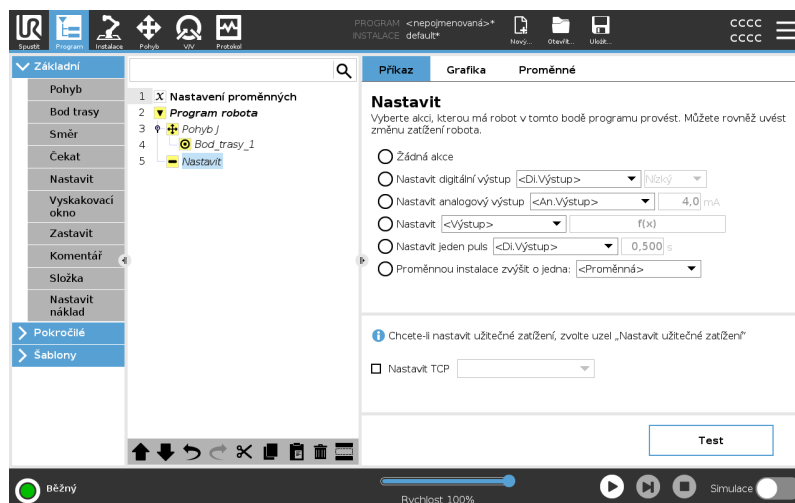 UR
PROGRAM <nepojmenovaná>*
INSTALACE default*
CCCC
CCCC
Spustit Program Instalace Pohyb V/V Protokol Nový... Otevřít... Uložit...
Základní
Pohyb
Bod trasy
Směr
Čekat
Nastavit
Vyskakovací
okno
Zastavit
Komentář
Složka
Nastavit
náklad
Pokročilé
Šablony
1 X Nastavení proměnných
2 Program robota
3 Pohyb J
4 Bod_trasy_1
5 Nastavit
Příkaz Grafika Proměnné
Nastavit
Vyberte akci, kterou má robot v tomto bodě programu provést. Můžete rovněž uvést
změnu zatížení robota.
Žádná akce
Nastavit digitální výstup <Di.Výstup> Nízký
Nastavit analogový výstup <An.Výstup> 4,0 mA
Nastavit <Výstup> f(x)
Nastavit jeden puls <Di.Výstup> 0,500 s
Proměnnou instalace zvýšit o jedna: <Proměnná>
Chcete-li nastavit užitečné zatížení, zvolte uzel „Nastavit užitečné zatížení“
Nastavit TCP
Test
Běžný
Rychlost 100%
Simulace